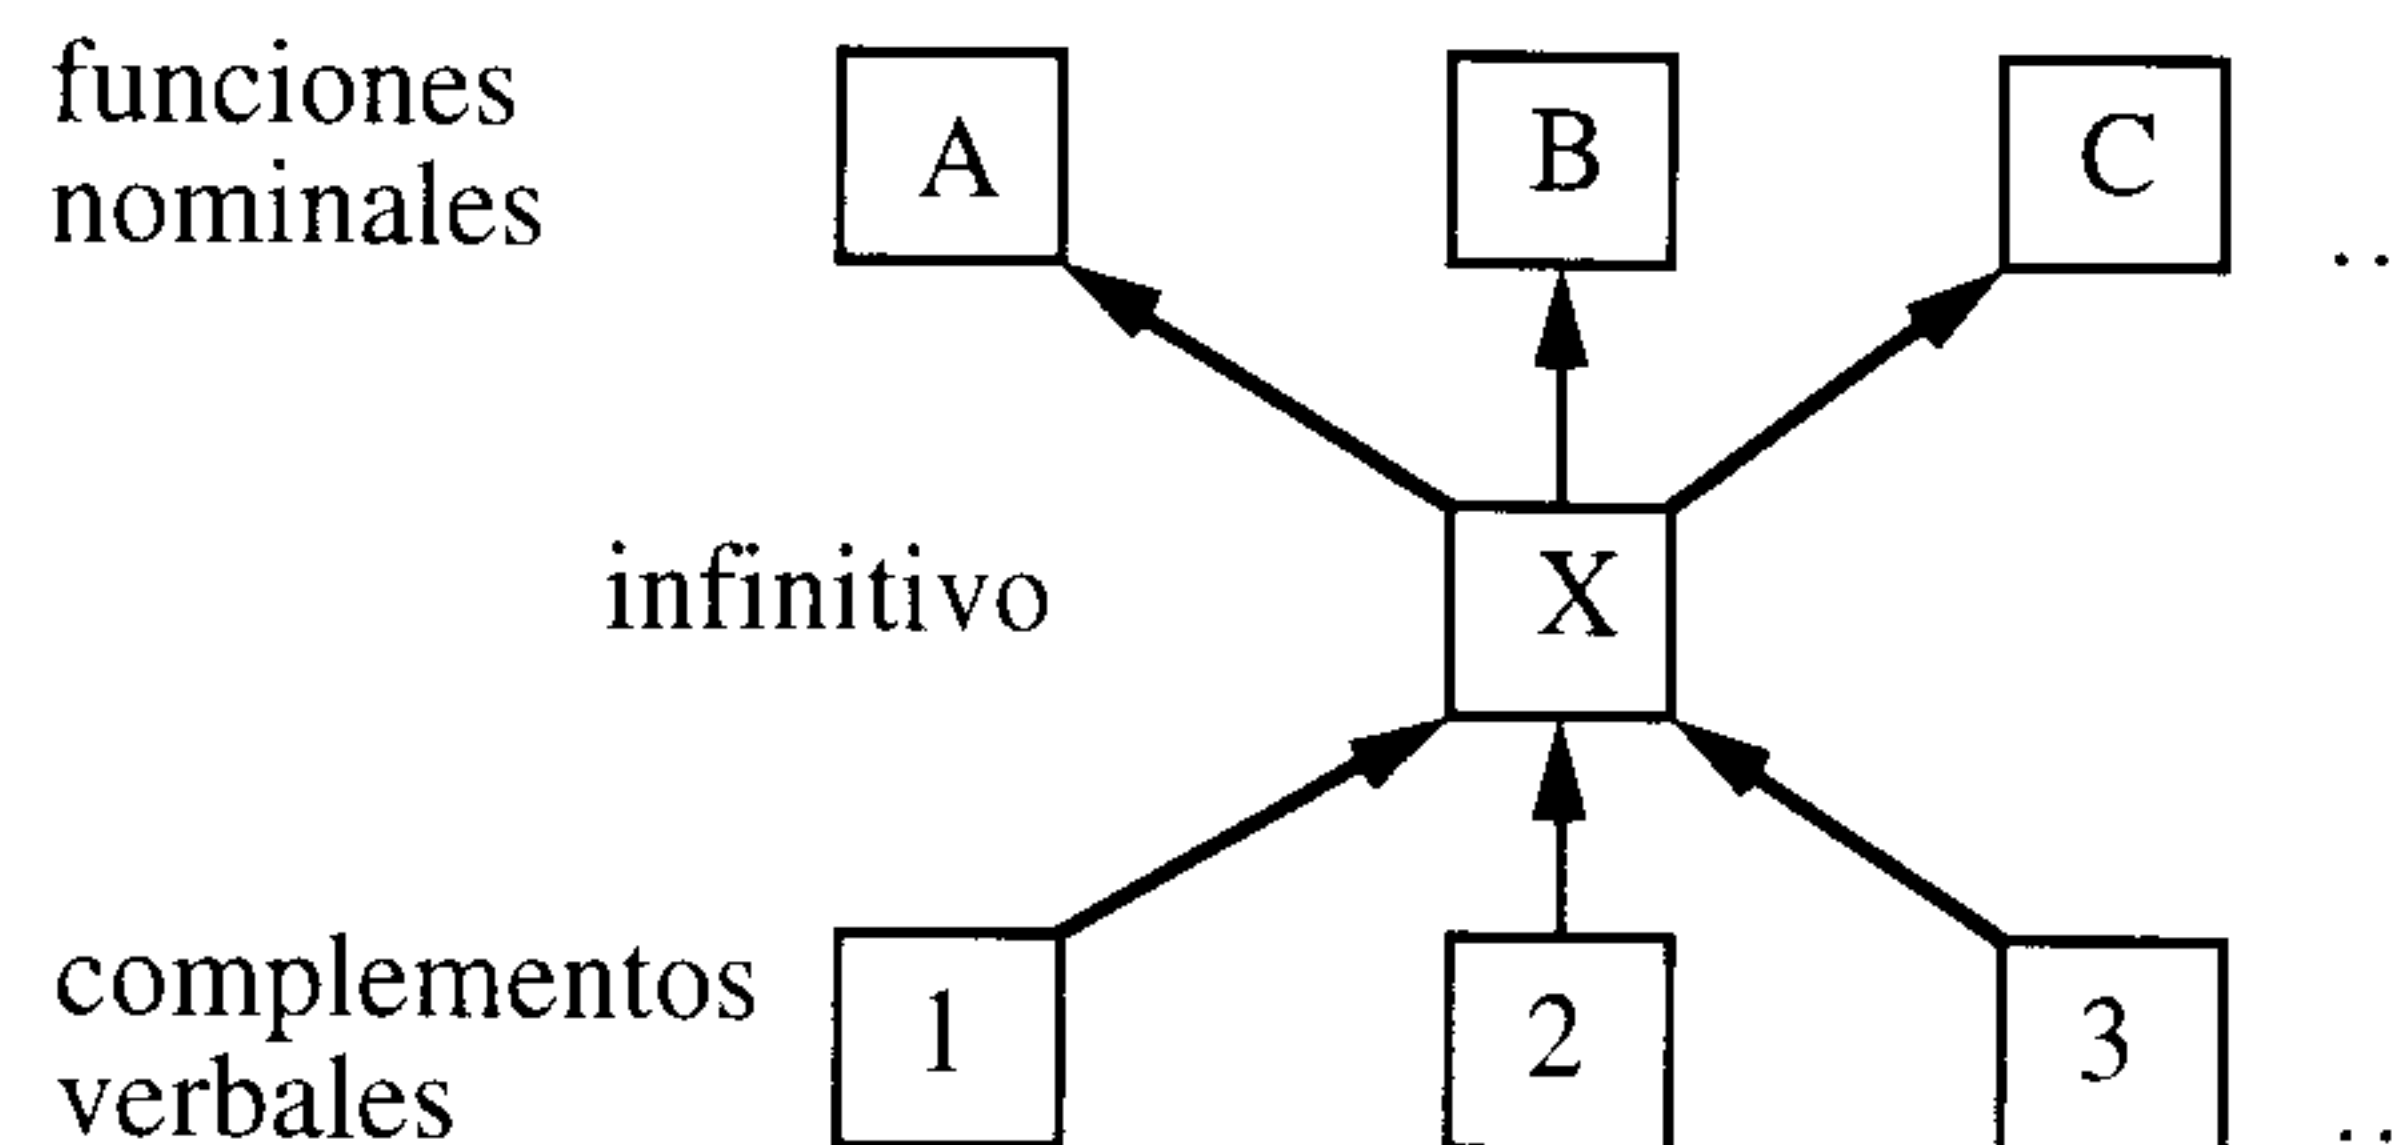 funciones
nominales
A B C ..
infinitivo
X
complementos
verbales
1 2 3 ..